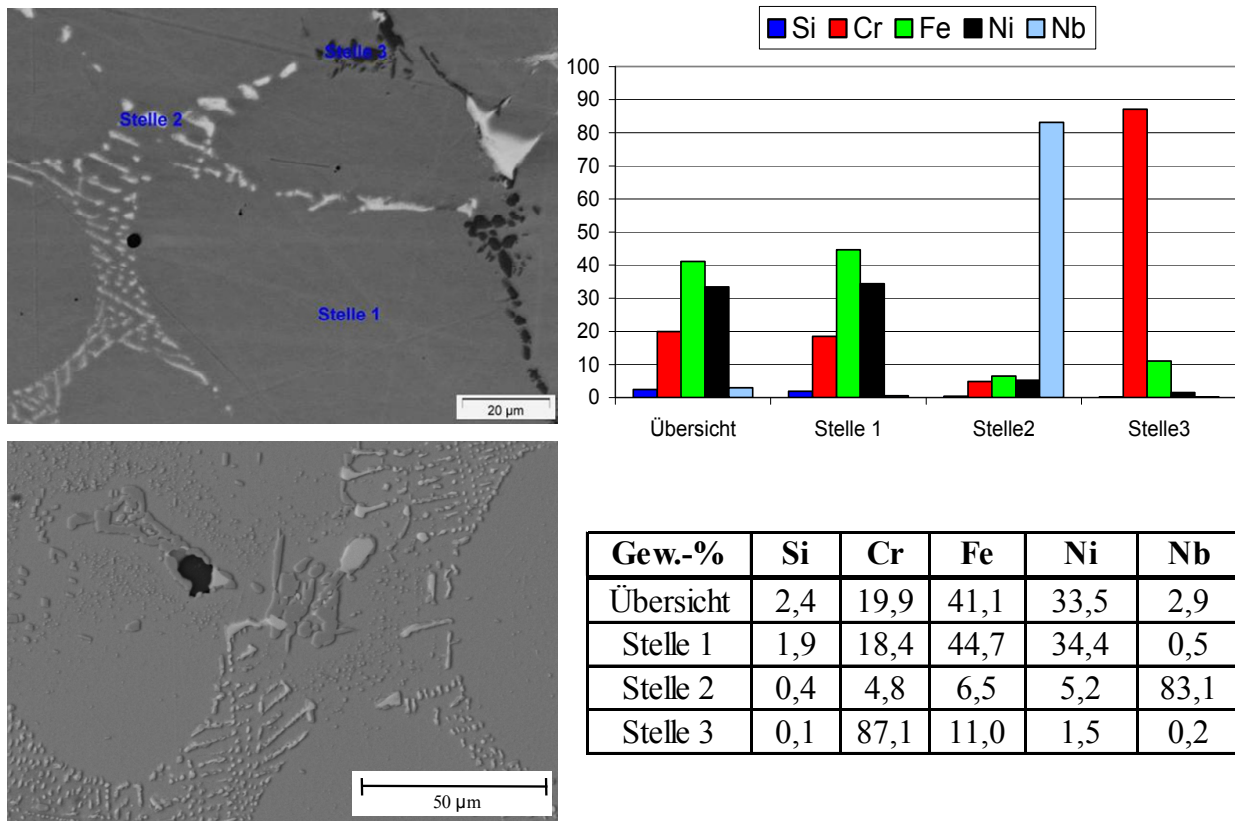 Stelle 3
Stelle 2
Stelle 1
20 µm
Si Cr Fe Ni Nb
100
90
80
70
60
50
40
30
20
10
0
Übersicht Stelle 1 Stelle2 Stelle3
50 µm
Gew.-% Si Cr Fe Ni Nb
Übersicht 2,4 19,9 41,1 33,5 2,9
Stelle 1 1,9 18,4 44,7 34,4 0,5
Stelle 2 0,4 4,8 6,5 5,2 83,1
Stelle 3 0,1 87,1 11,0 1,5 0,2